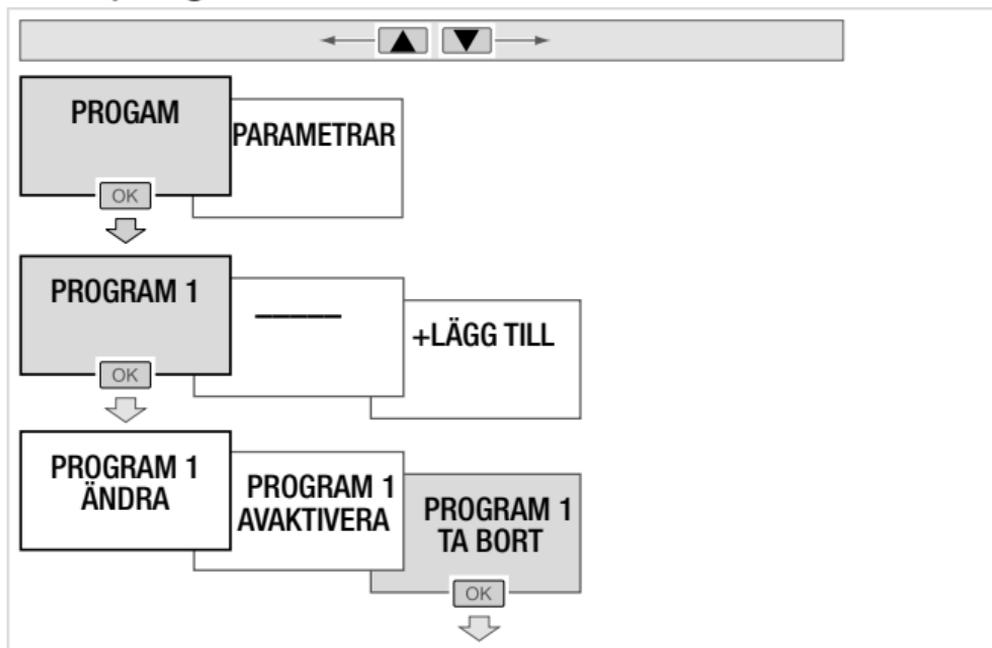 PROGAM
PARAMETRAR
OK
PROGRAM 1
_____
+LÄGG TILL
OK
PROGRAM 1
ÄNDRA
PROGRAM 1
AVAKTIVERA
PROGRAM 1
TA BORT
OK